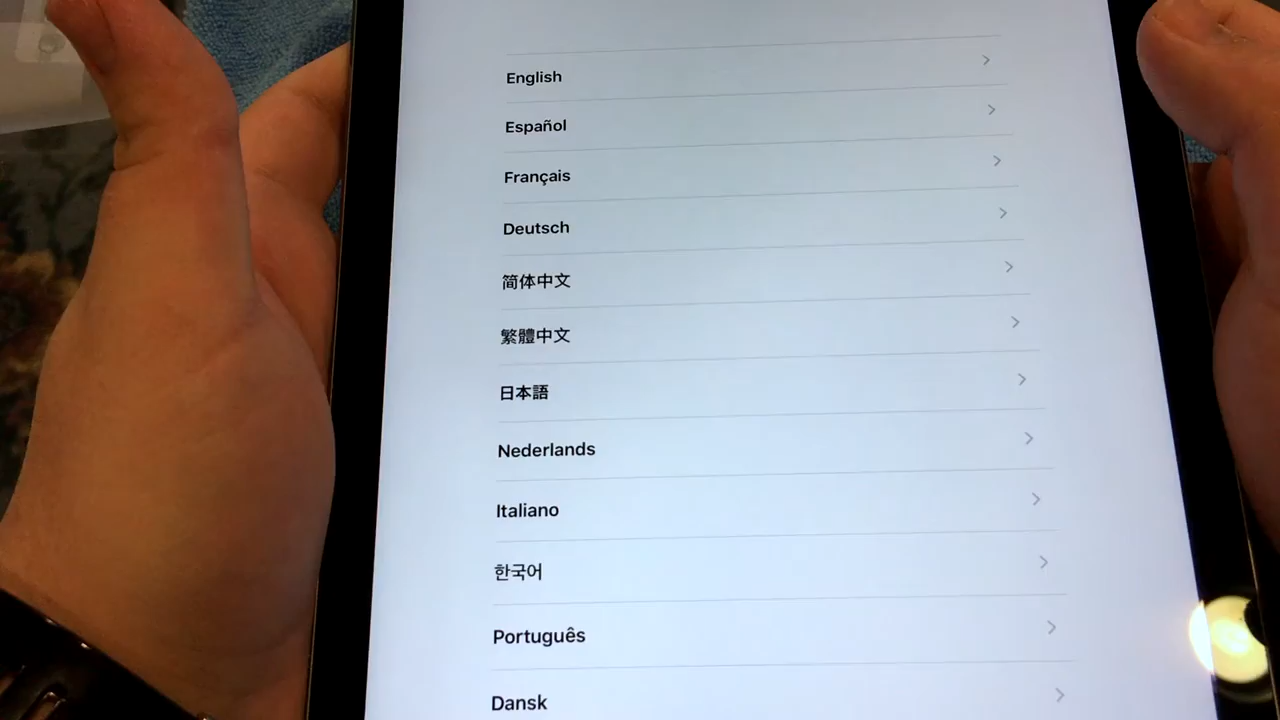 English
Español
Français
Deutsch
简体中文
繁體中文
日本語
Nederlands
Italiano
한국어
Português
Dansk